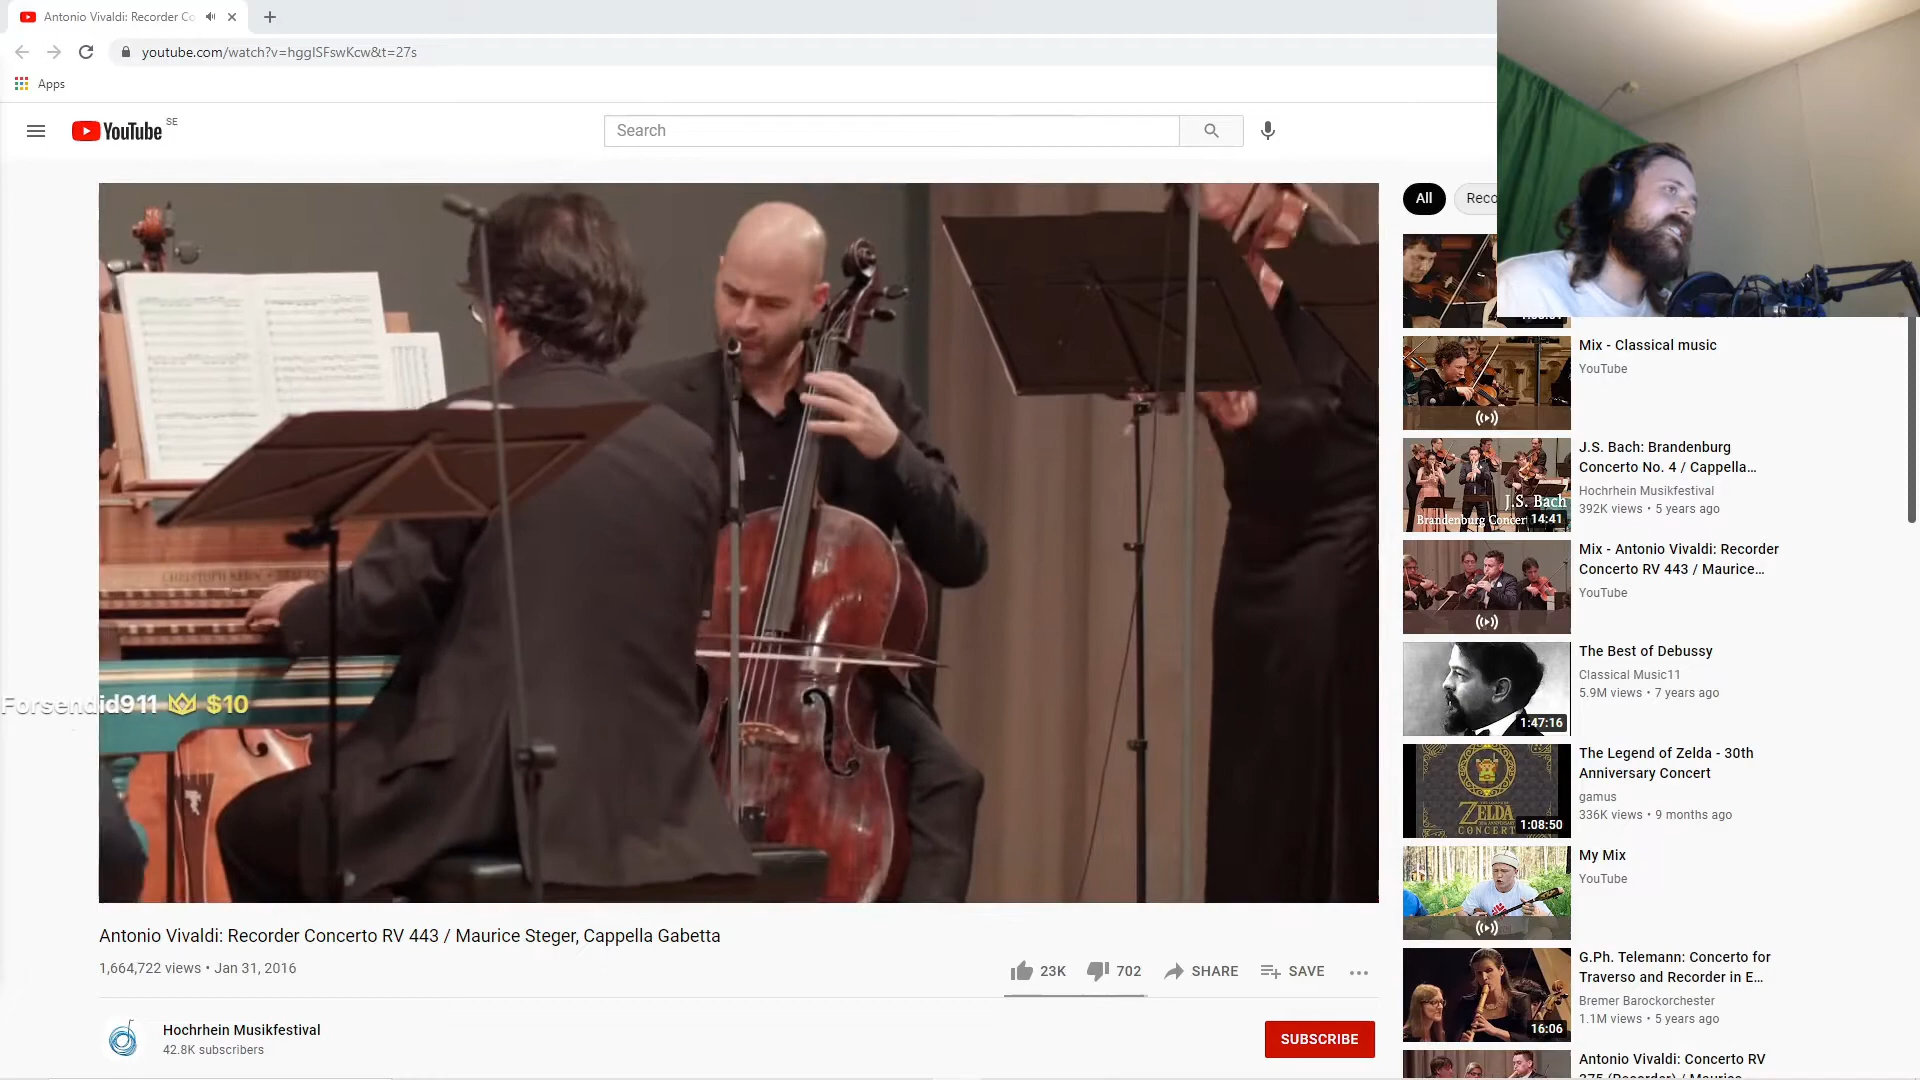 Antonio Vivaldi: Recorder Co
youtube.com/watch?v=hggISFswKcw&t=27s
Apps
YouTube SE
Search
All
Reco
Forsendid911 $10
Antonio Vivaldi: Recorder Concerto RV 443 / Maurice Steger, Cappella Gabetta
1,664,722 views • Jan 31, 2016
23K
702
SHARE
SAVE
Hochrhein Musikfestival
42.8K subscribers
SUBSCRIBE
Mix - Classical music
YouTube
J.S. Bach
Brandenburg Concer
14:41
J.S. Bach: Brandenburg
Concerto No. 4 / Cappella...
Hochrhein Musikfestival
392K views • 5 years ago
Mix - Antonio Vivaldi: Recorder
Concerto RV 443 / Maurice...
YouTube
1:47:16
The Best of Debussy
Classical Music11
5.9M views • 7 years ago
ZELDA
CONCERT
1:08:50
The Legend of Zelda - 30th
Anniversary Concert
gamus
336K views • 9 months ago
My Mix
YouTube
16:06
G.Ph. Telemann: Concerto for
Traverso and Recorder in E...
Bremer Barockorchester
1.1M views • 5 years ago
Antonio Vivaldi: Concerto RV